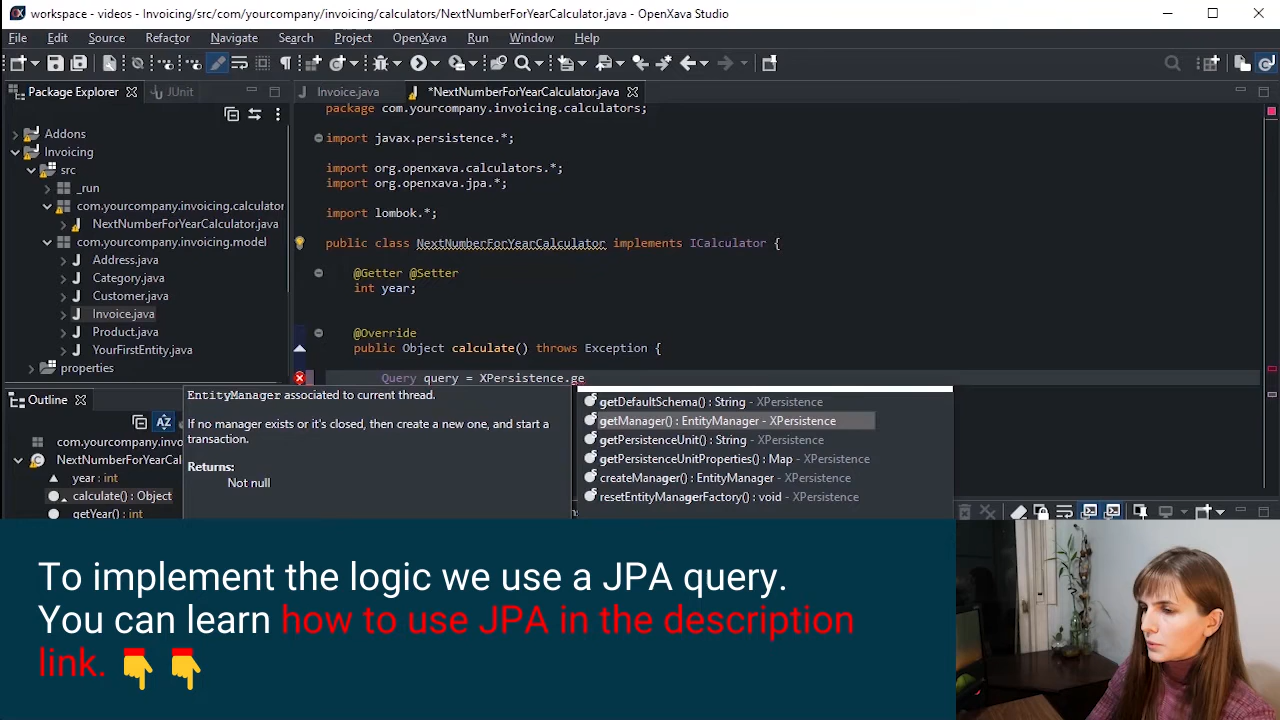 workspace - videos - Invoicing/src/com/yourcompany/invoicing/calculators/NextNumberForYearCalculator.java - OpenXava Studio
File Edit Source Refactor Navigate Search Project OpenXava Run Window Help
Package Explorer
JUnit
Invoice.java
*NextNumberForYearCalculator.java
Addons
Invoicing
src
_run
com.yourcompany.invoicing.calculator
NextNumberForYearCalculator.java
com.yourcompany.invoicing.model
Address.java
Category.java
Customer.java
Invoice.java
Product.java
YourFirstEntity.java
properties
package com.yourcompany.invoicing.calculators;
import javax.persistence.*;
import org.openxava.calculators.*;
import org.openxava.jpa.*;
import lombok.*;
public class NextNumberForYearCalculator implements ICalculator {
@Getter @Setter
int year;
@Override
public Object calculate() throws Exception {
Query query = XPersistence.ge
Outline
com.yourcompany.invoi
NextNumberForYearCal
year : int
calculate() : Object
getYear() : int
EntityManager associated to current thread.
If no manager exists or it's closed, then create a new one, and start a
transaction.
Returns:
Not null
getDefaultSchema() : String - XPersistence
getManager() : EntityManager - XPersistence
getPersistenceUnit() : String - XPersistence
getPersistenceUnitProperties() : Map - XPersistence
createManager() : EntityManager - XPersistence
resetEntityManagerFactory() : void - XPersistence
To implement the logic we use a JPA query.
You can learn how to use JPA in the description
link. 👇 👇